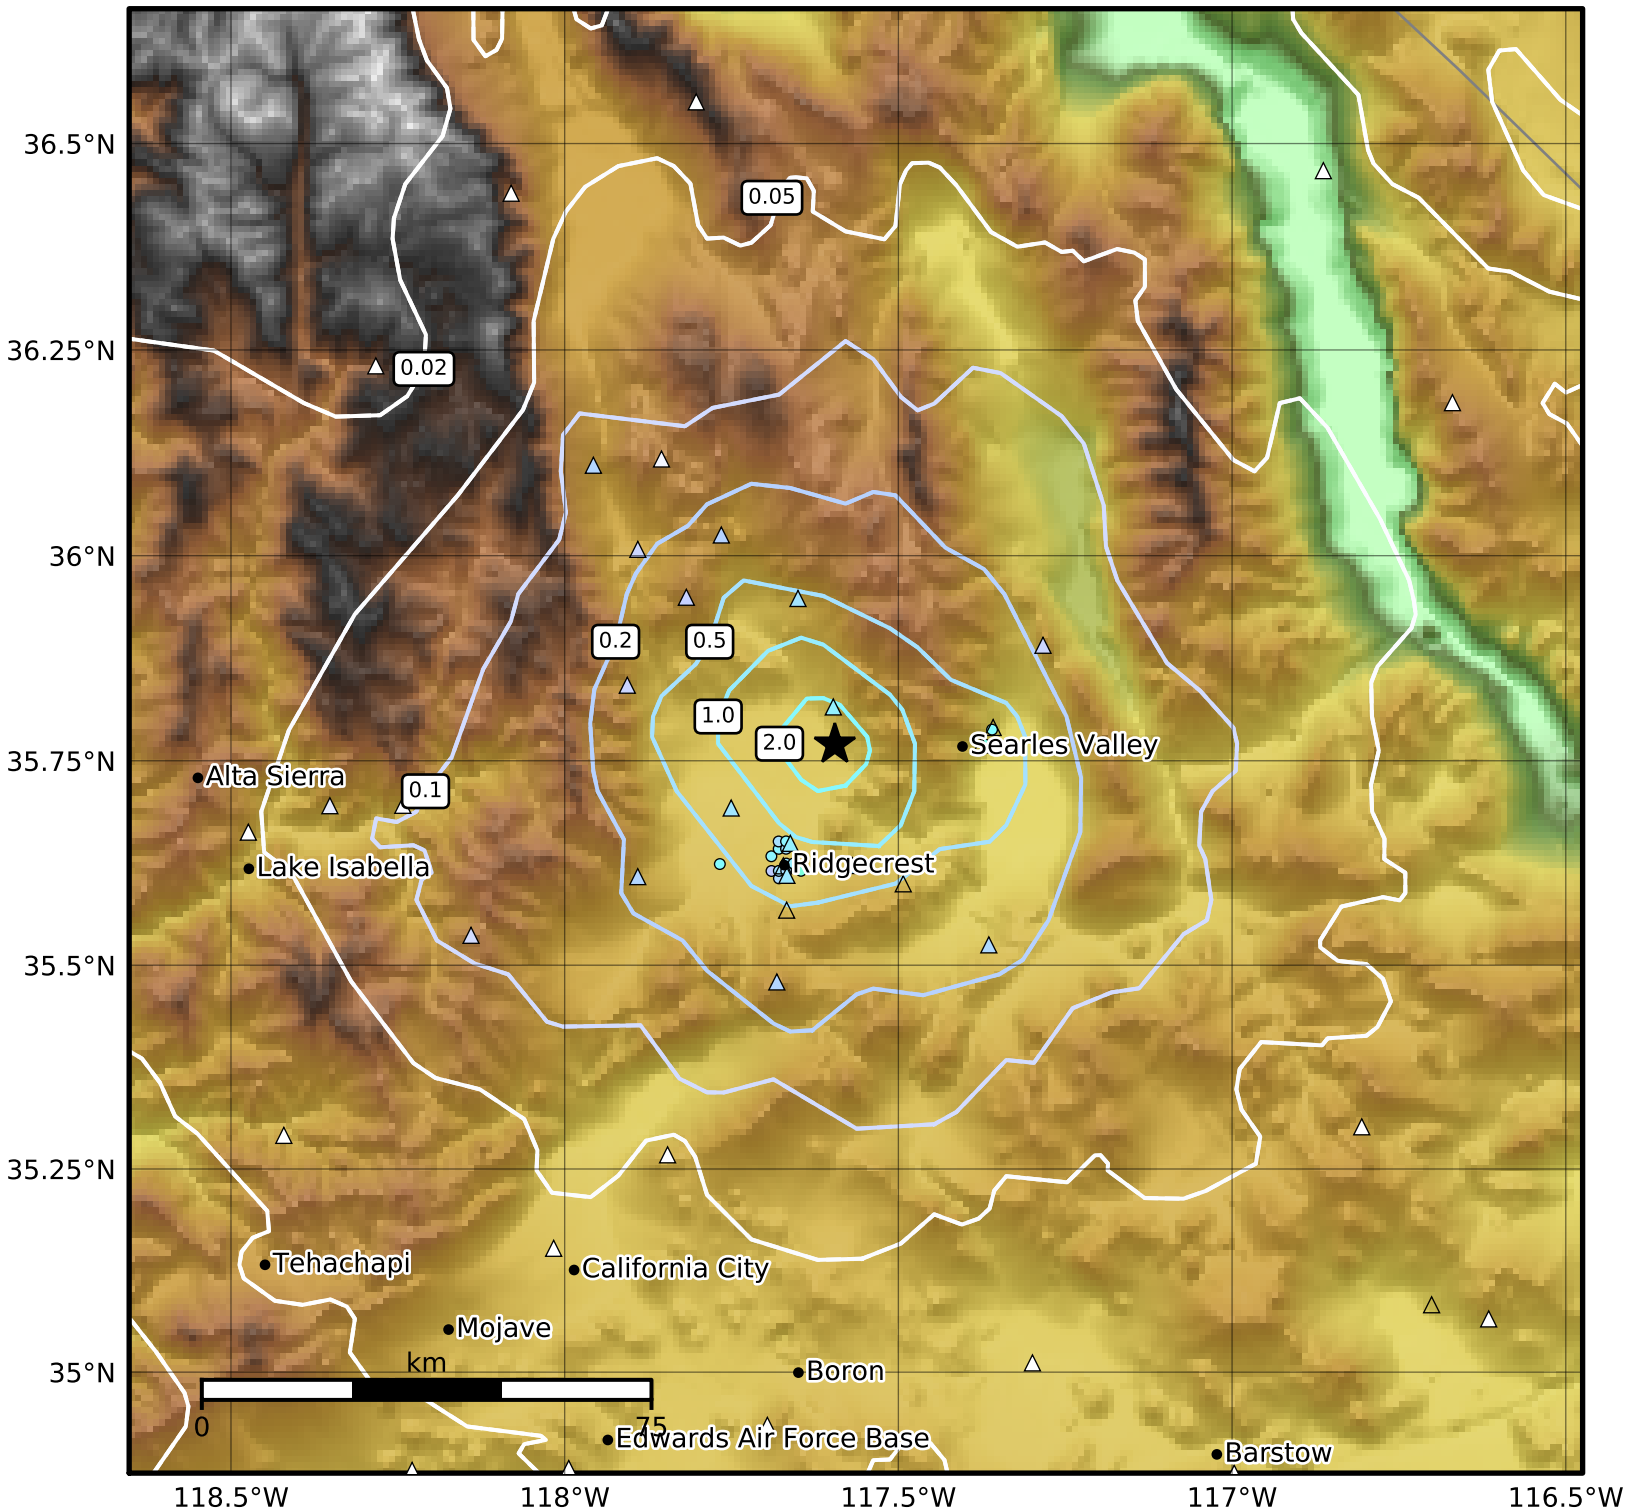 36.5°N
0.05
36.25°N
0.02
36°N
0.2
0.5
1.0
2.0
Searles Valley
35.75°N
Alta Sierra
0.1
Lake Isabella
Ridgecrest
35.5°N
35.25°N
Tehachapi
California City
Mojave
km
35°N
Boron
0
75
Edwards Air Force Base
Barstow
118.5°W
118°W
117.5°W
117°W
116.5°W